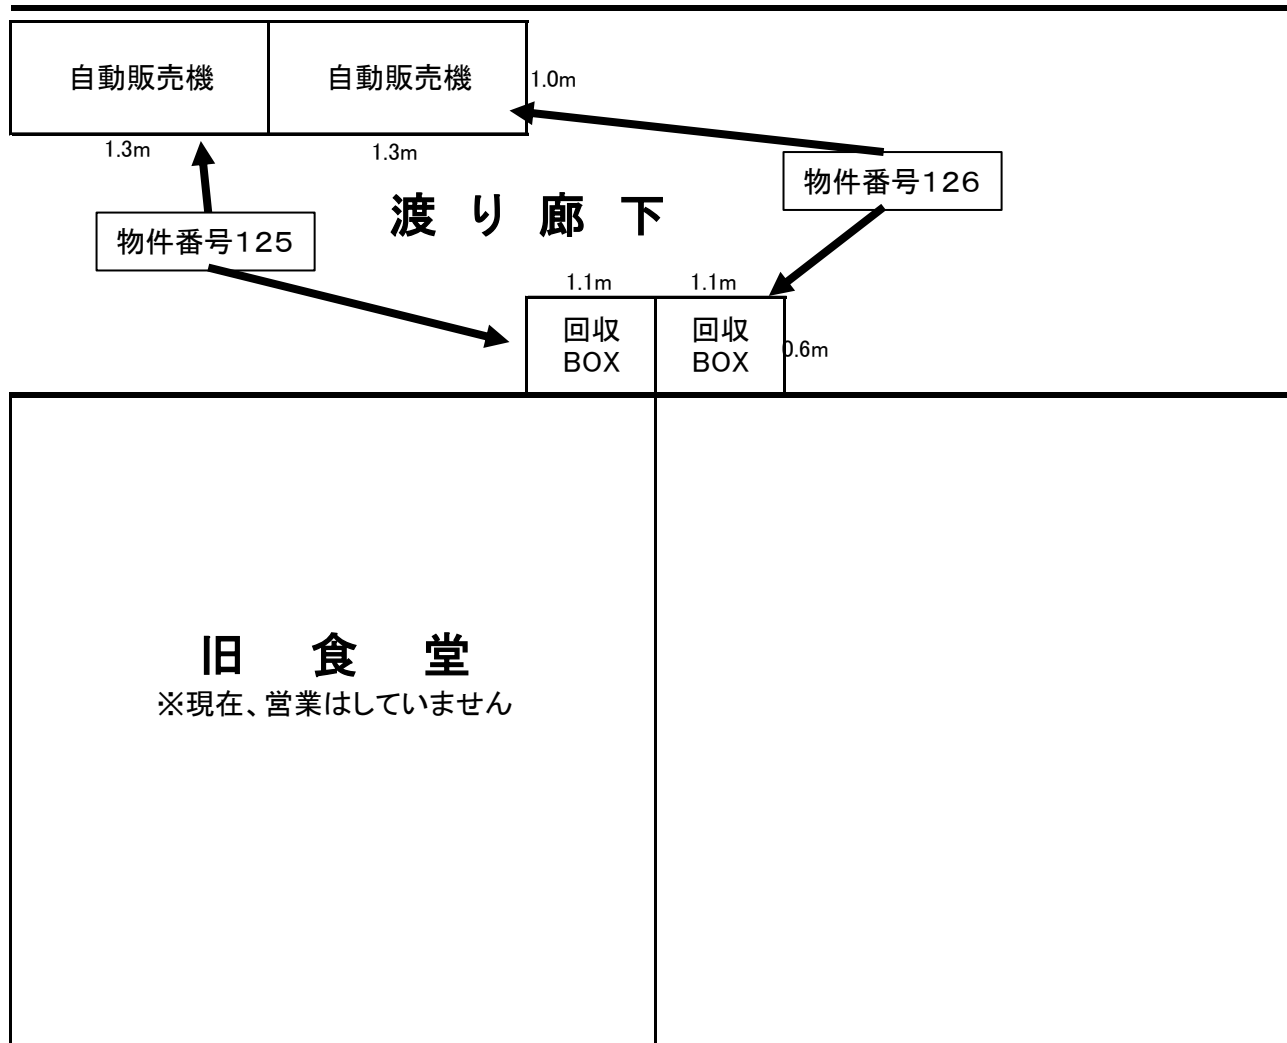 自動販売機
自動販売機
1.0m
1.3m
1.3m
物件番号126
渡り廊下
物件番号125
1.1m
1.1m
回収
BOX
回収
BOX
0.6m
旧食堂
※現在、営業はしていません